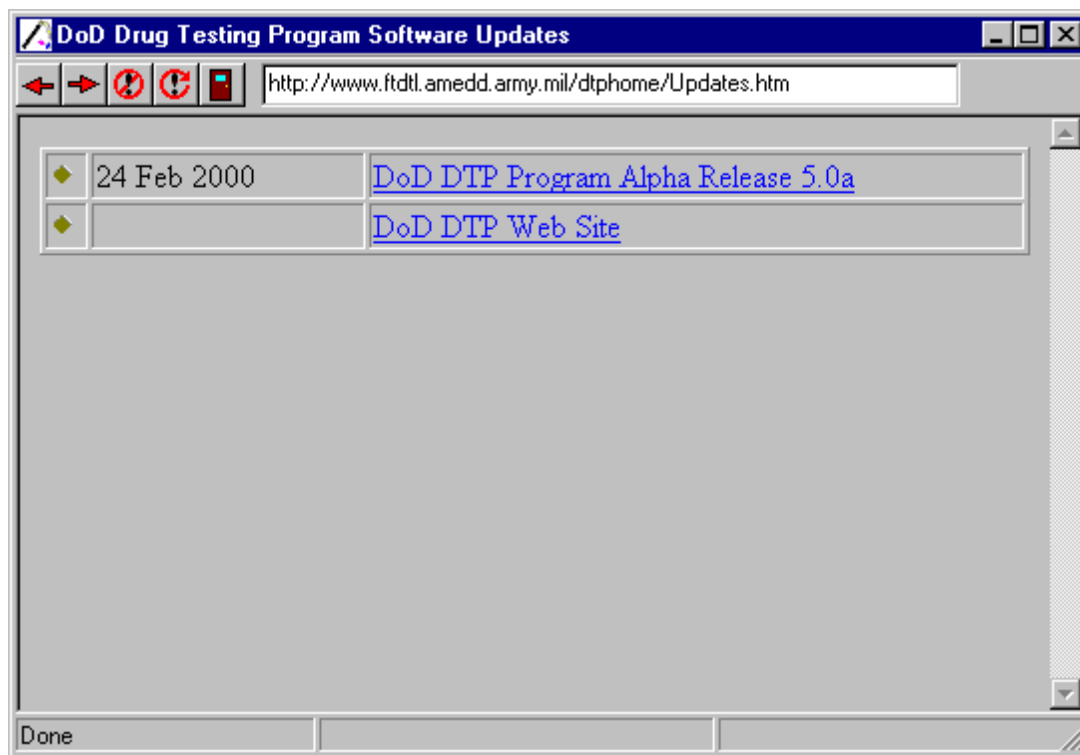 DoD Drug Testing Program Software Updates
http://www.ftdtl.amedd.army.mil/dtphome/Updates.htm
24 Feb 2000 DoD DTP Program Alpha Release 5.0a
DoD DTP Web Site
Done